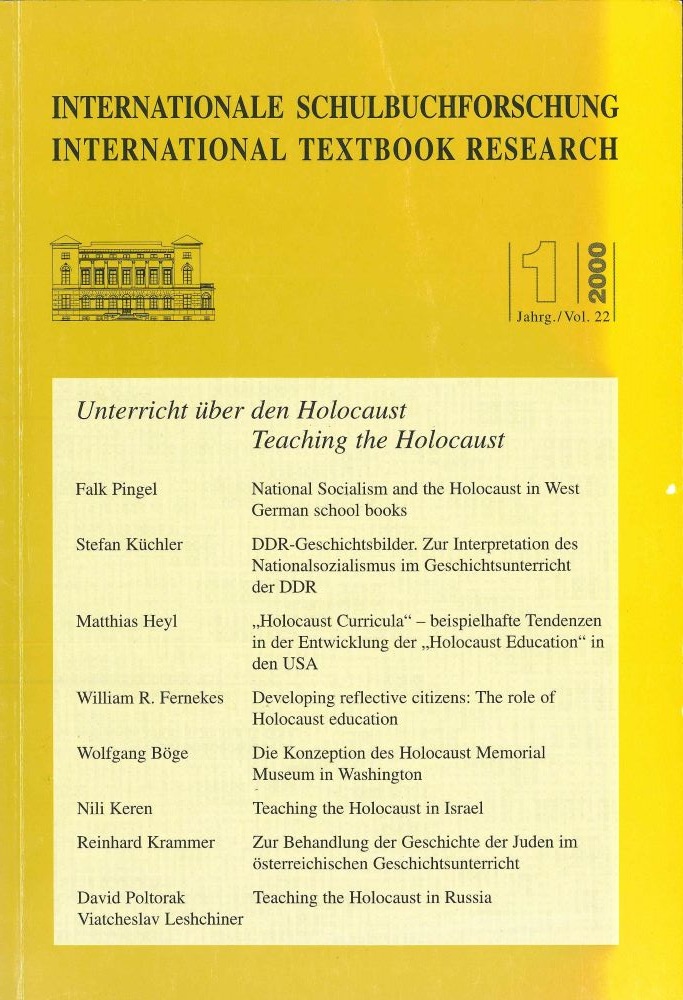 INTERNATIONALE SCHULBUCHFORSCHUNG
INTERNATIONAL TEXTBOOK RESEARCH
1 2000
Jahrg./Vol. 22
Unterricht über den Holocaust
Teaching the Holocaust
Falk Pingel National Socialism and the Holocaust in West
German school books
Stefan Küchler DDR-Geschichtsbilder. Zur Interpretation des
Nationalsozialismus im Geschichtsunterricht
der DDR
Matthias Heyl „Holocaust Curricula“ – beispielhafte Tendenzen
in der Entwicklung der „Holocaust Education“ in
den USA
William R. Fernekes Developing reflective citizens: The role of
Holocaust education
Wolfgang Böge Die Konzeption des Holocaust Memorial
Museum in Washington
Nili Keren Teaching the Holocaust in Israel
Reinhard Krammer Zur Behandlung der Geschichte der Juden im
österreichischen Geschichtsunterricht
David Poltorak Teaching the Holocaust in Russia
Viatcheslav Leshchiner